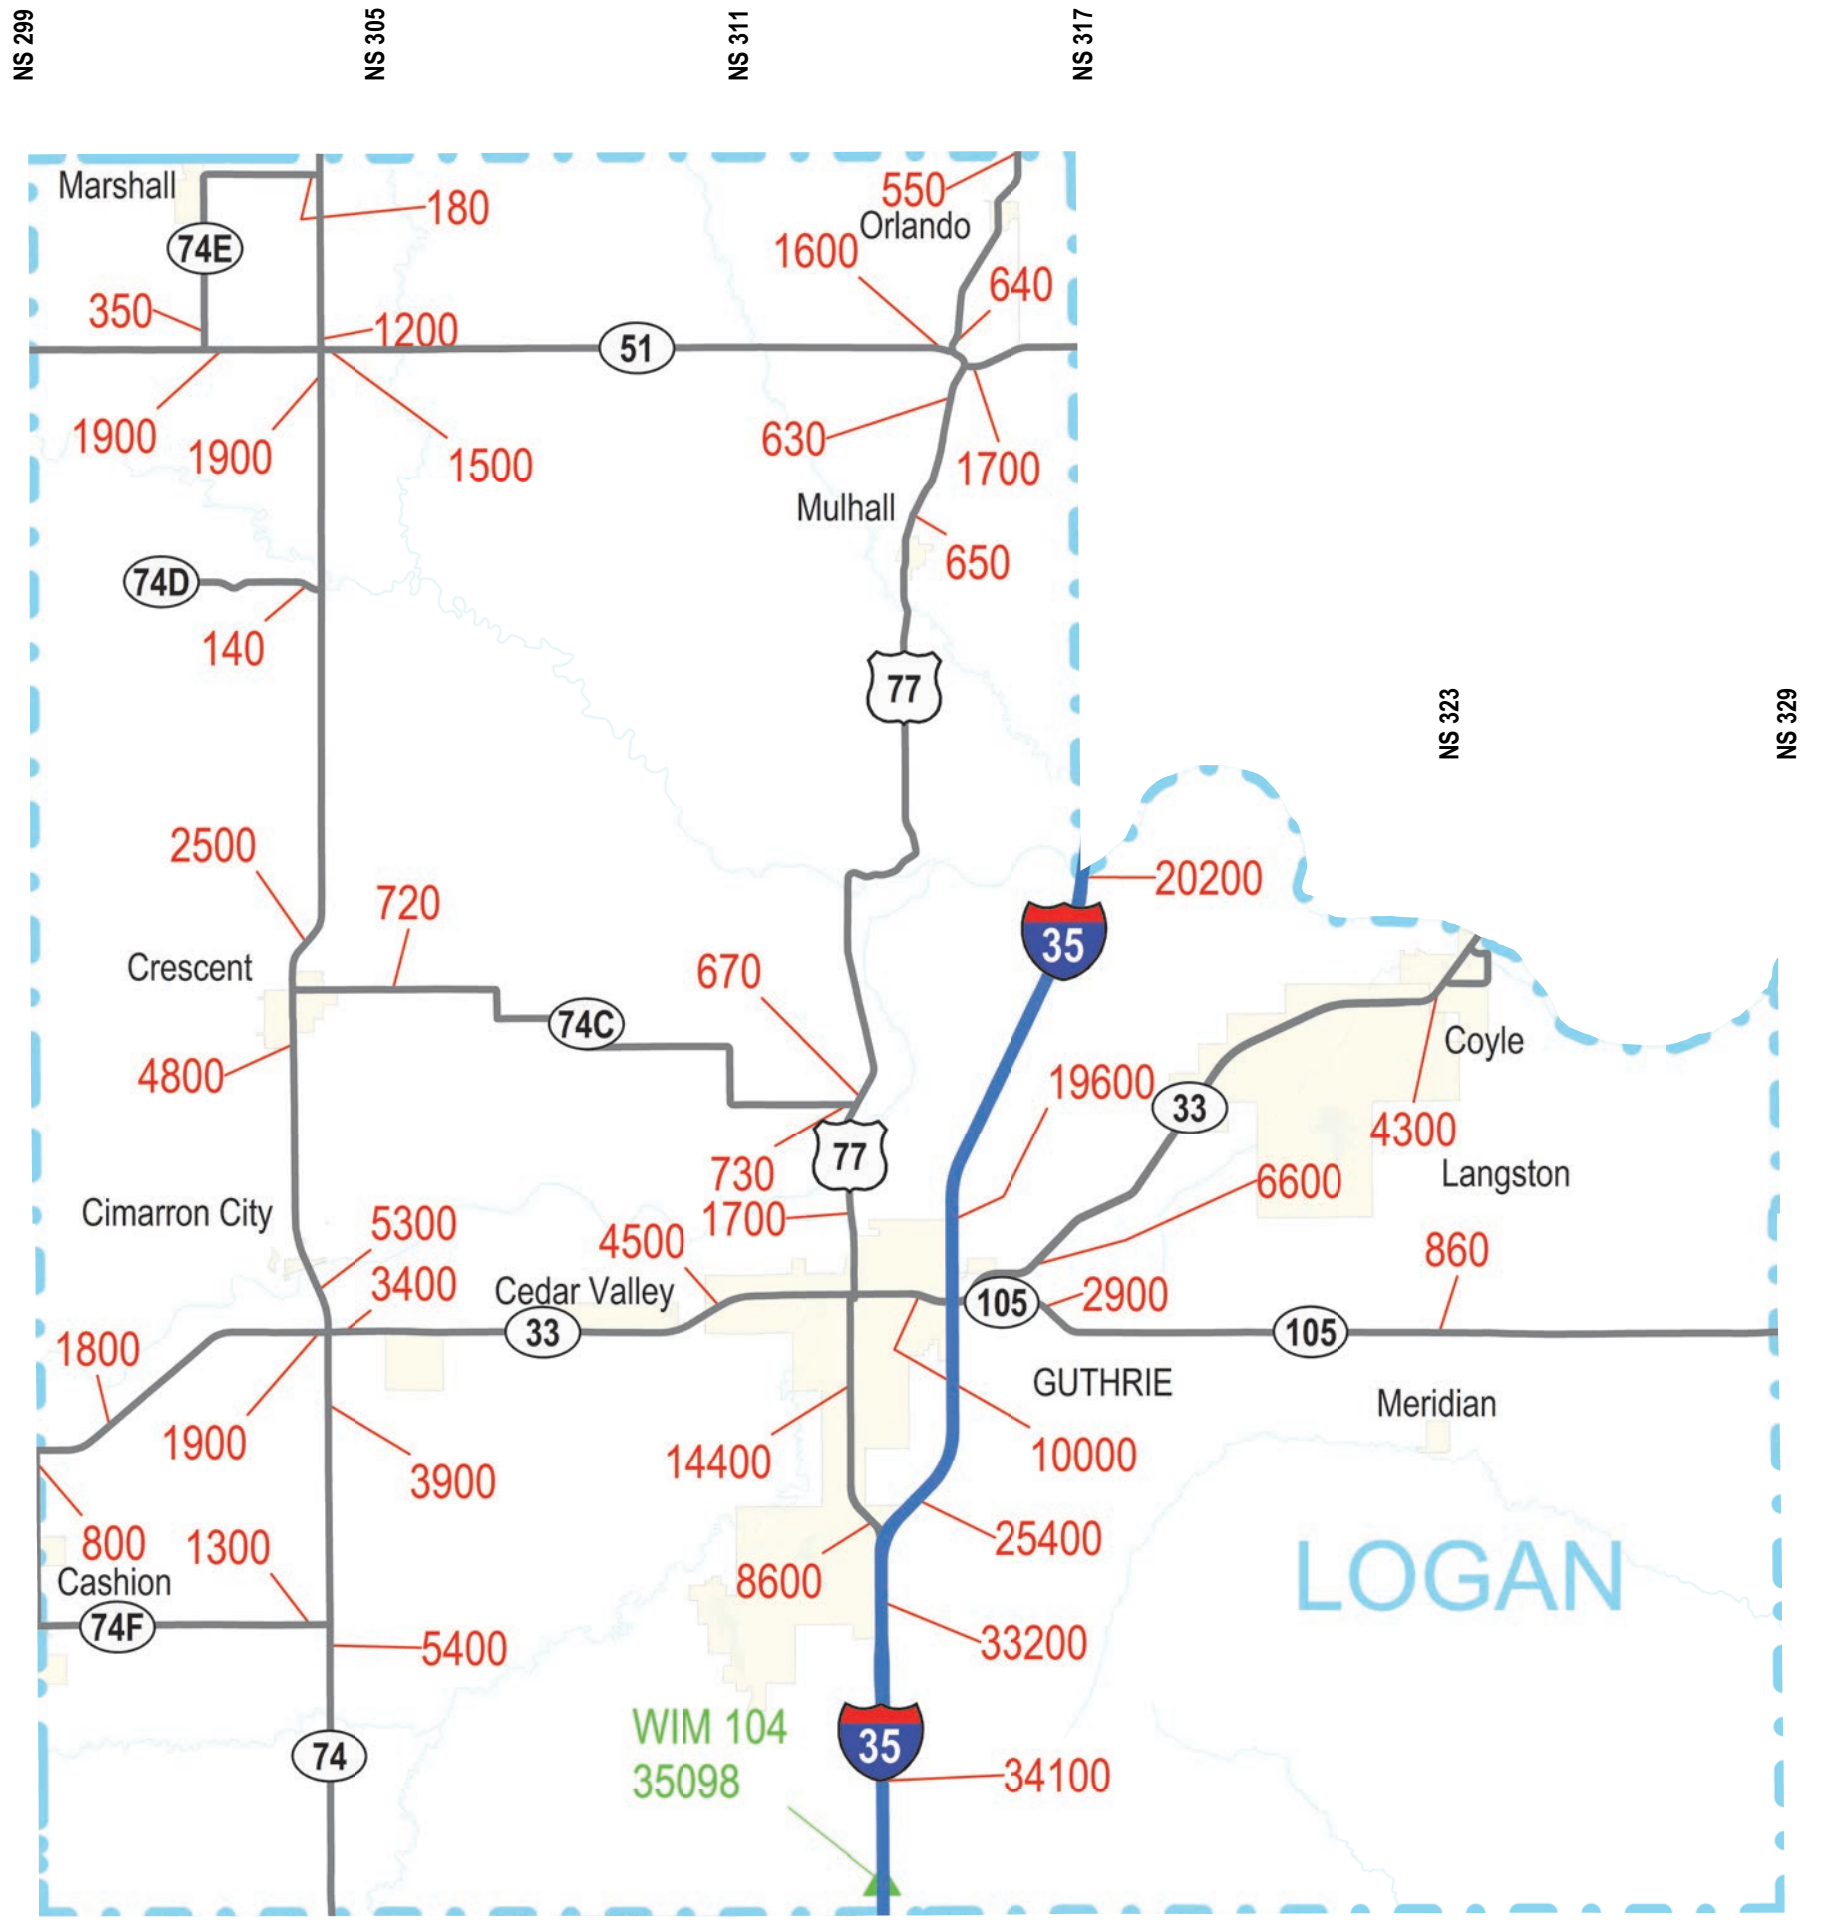 NS 299
NS 305
NS 311
NS 317
Marshall
180
550
Orlando
74E
1600
640
350
1200
51
1900
1900
1500
630
1700
Mulhall
650
74D
140
77
NS 323
NS 329
2500
20200
720
35
Crescent
670
74C
Coyle
4800
19600
33
4300
77
730
Langston
6600
Cimarron City
1700
5300
4500
860
3400
Cedar Valley
2900
105
33
105
1800
GUTHRIE
Meridian
1900
14400
10000
3900
800
1300
25400
Cashion
8600
LOGAN
74F
5400
33200
WIM 104
35098
35
74
34100